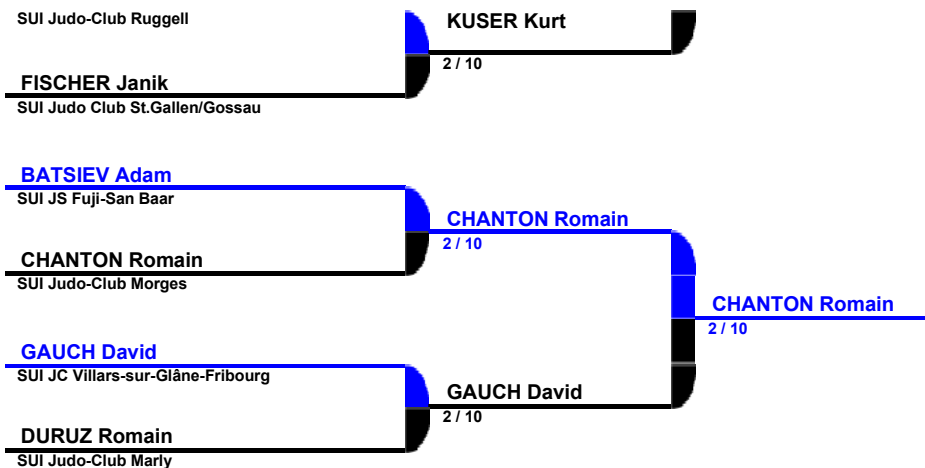 SUI Judo-Club Ruggell
KUSER Kurt
2 / 10
FISCHER Janik
SUI Judo Club St.Gallen/Gossau
BATSIEV Adam
SUI JS Fuji-San Baar
CHANTON Romain
2 / 10
CHANTON Romain
SUI Judo-Club Morges
CHANTON Romain
2 / 10
GAUCH David
SUI JC Villars-sur-Glâne-Fribourg
GAUCH David
2 / 10
DURUZ Romain
SUI Judo-Club Marly